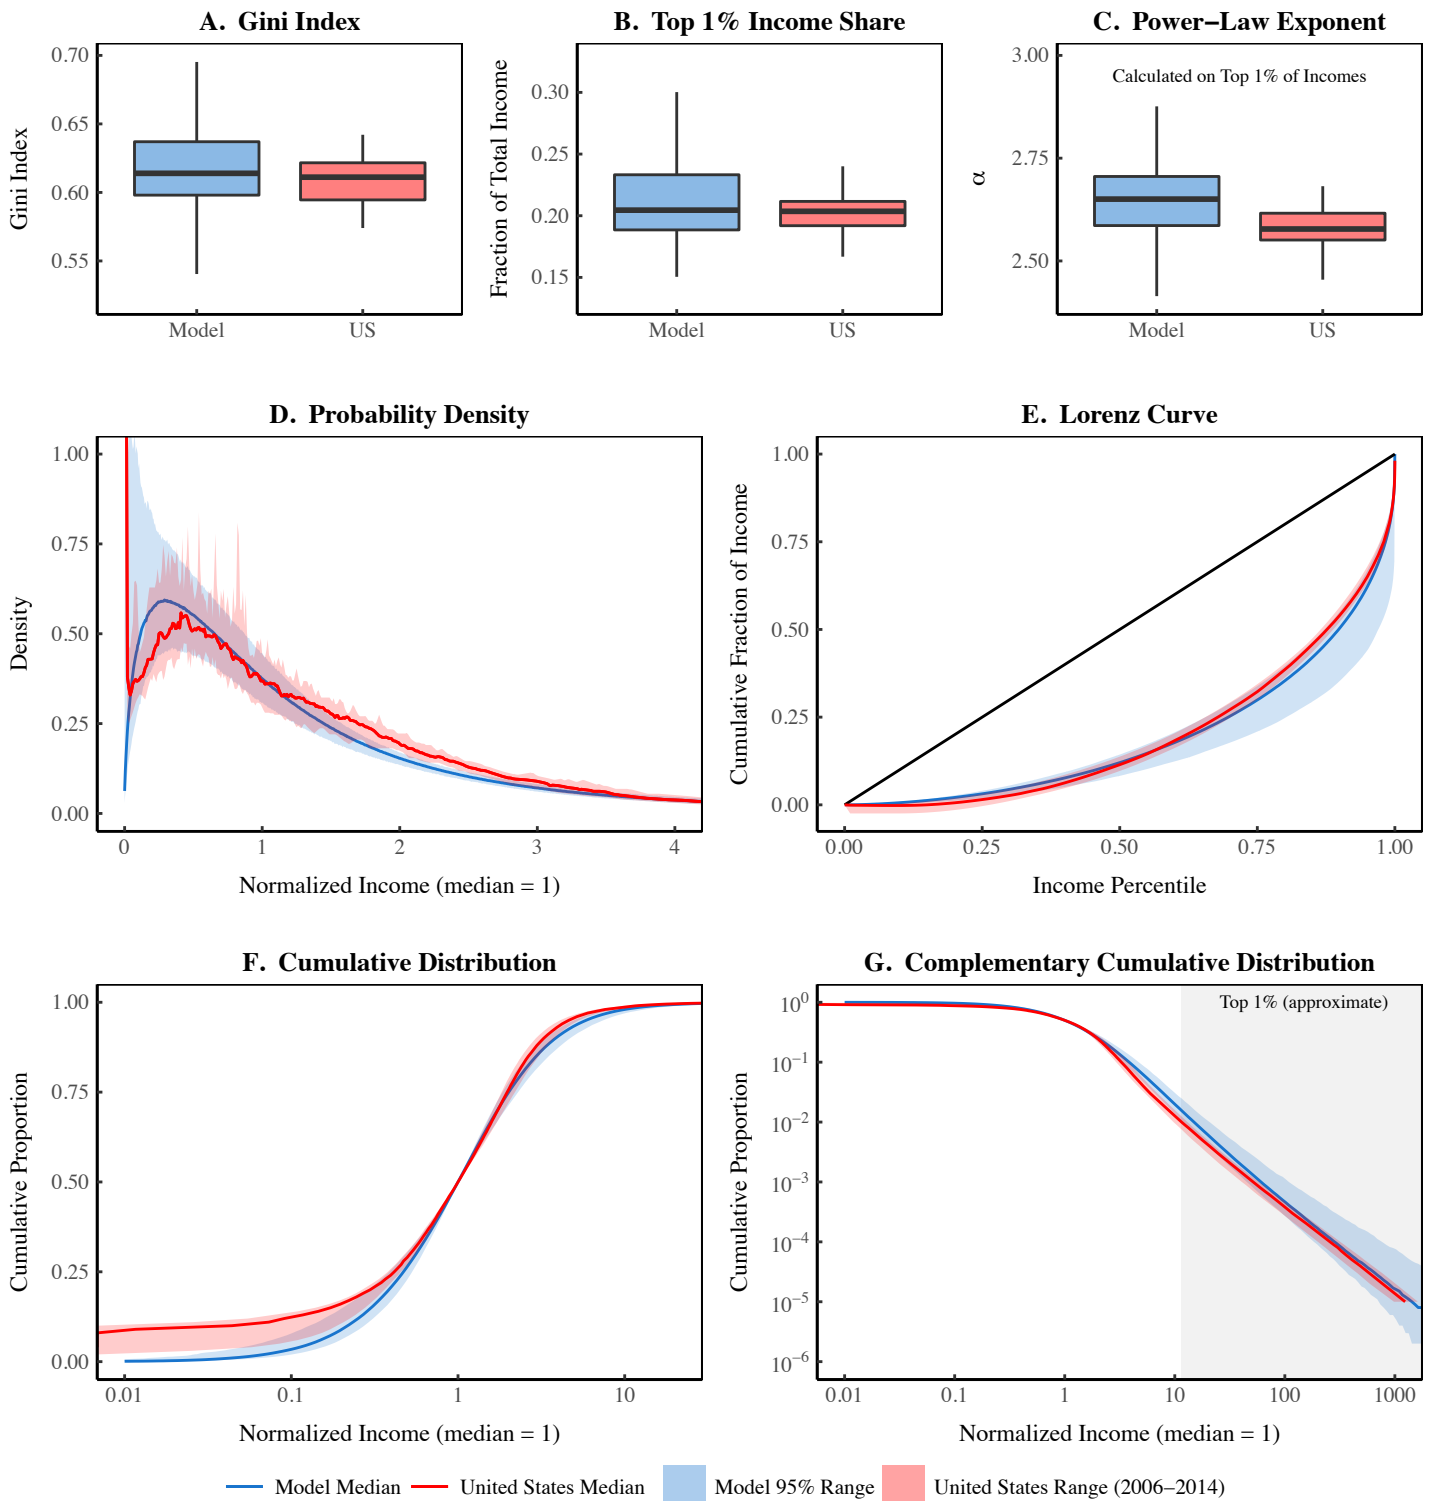 A. Gini Index
Gini Index
0.70
0.65
0.60
0.55
Model
US
B. Top 1% Income Share
Fraction of Total Income
0.30
0.25
0.20
0.15
Model
US
C. Power−Law Exponent
Calculated on Top 1% of Incomes
α
3.00
2.75
2.50
Model
US
D. Probability Density
Density
1.00
0.75
0.50
0.25
0.00
0
1
2
3
4
Normalized Income (median = 1)
E. Lorenz Curve
Cumulative Fraction of Income
1.00
0.75
0.50
0.25
0.00
0.00
0.25
0.50
0.75
1.00
Income Percentile
F. Cumulative Distribution
Cumulative Proportion
1.00
0.75
0.50
0.25
0.00
0.01
0.1
1
10
Normalized Income (median = 1)
G. Complementary Cumulative Distribution
Top 1% (approximate)
Cumulative Proportion
10⁰
10⁻¹
10⁻²
10⁻³
10⁻⁴
10⁻⁵
10⁻⁶
0.01
0.1
1
10
100
1000
Normalized Income (median = 1)
Model Median
United States Median
Model 95% Range
United States Range (2006−2014)